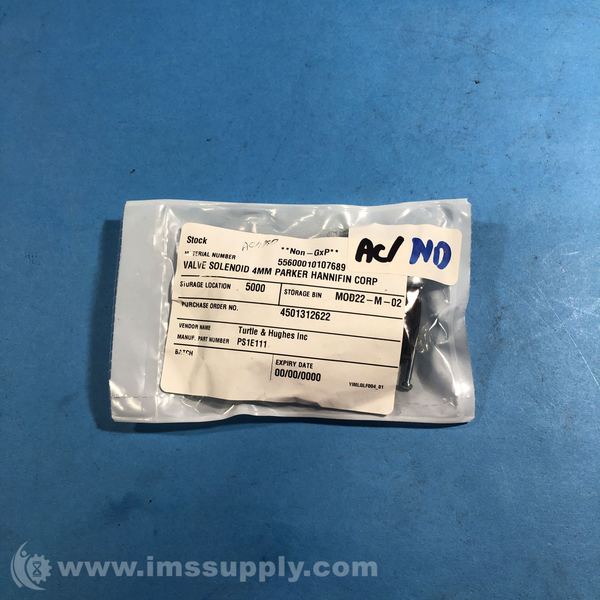 Stock
**Non-GxP**
AC/ NO
MATERIAL NUMBER 55600010107689
VALVE SOLENOID 4MM PARKER HANNIFIN CORP
STORAGE LOCATION 5000 STORAGE BIN MOD22-M-02
PURCHASE ORDER NO. 4501312622
VENDOR NAME Turtle & Hughes Inc
MANUF. PART NUMBER PS1E111
BATCH EXPIRY DATE
00/00/0000
YWILGLF004_01
www.imssupply.com